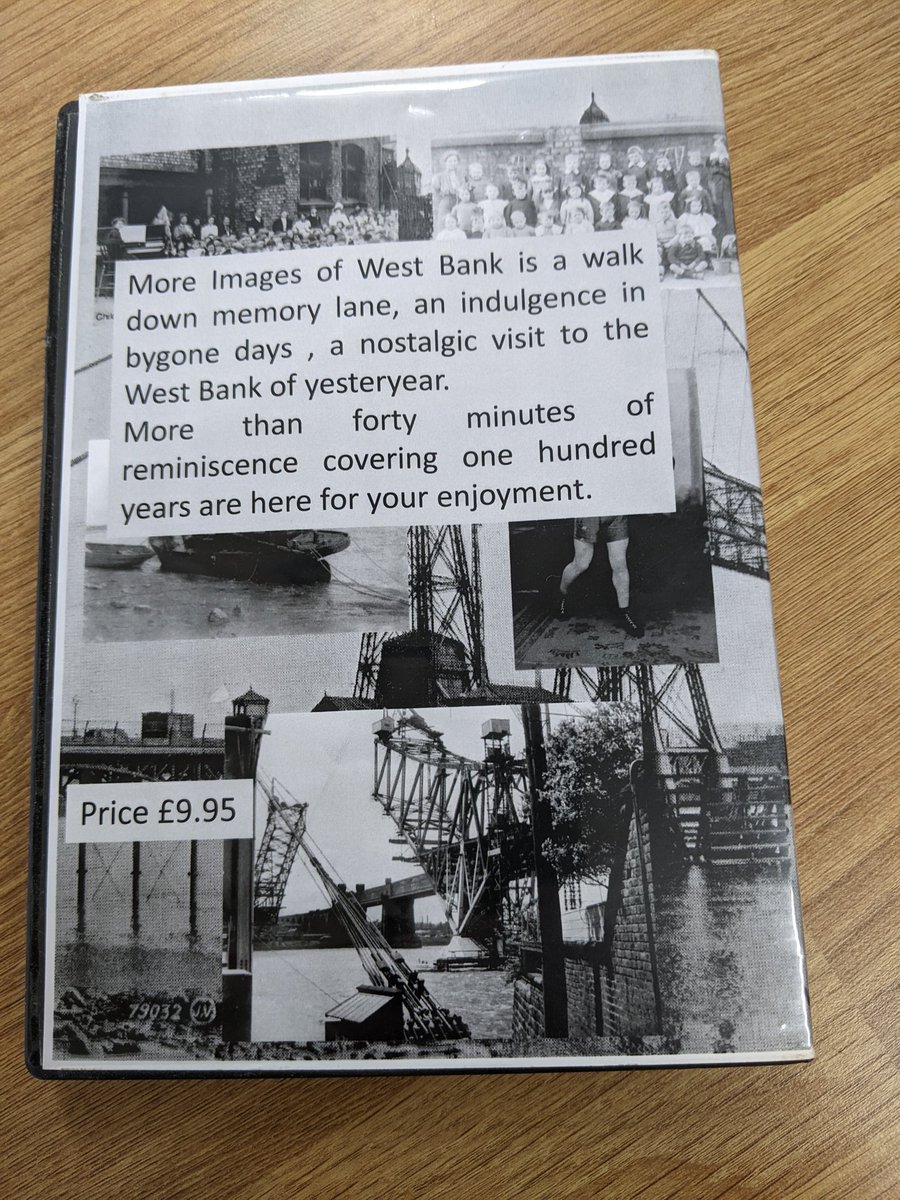 More Images of West Bank is a walk
down memory lane, an indulgence in
bygone days , a nostalgic visit to the
West Bank of yesteryear.
More than forty minutes of
reminiscence covering one hundred
years are here for your enjoyment.
Price £9.95
79032 JV